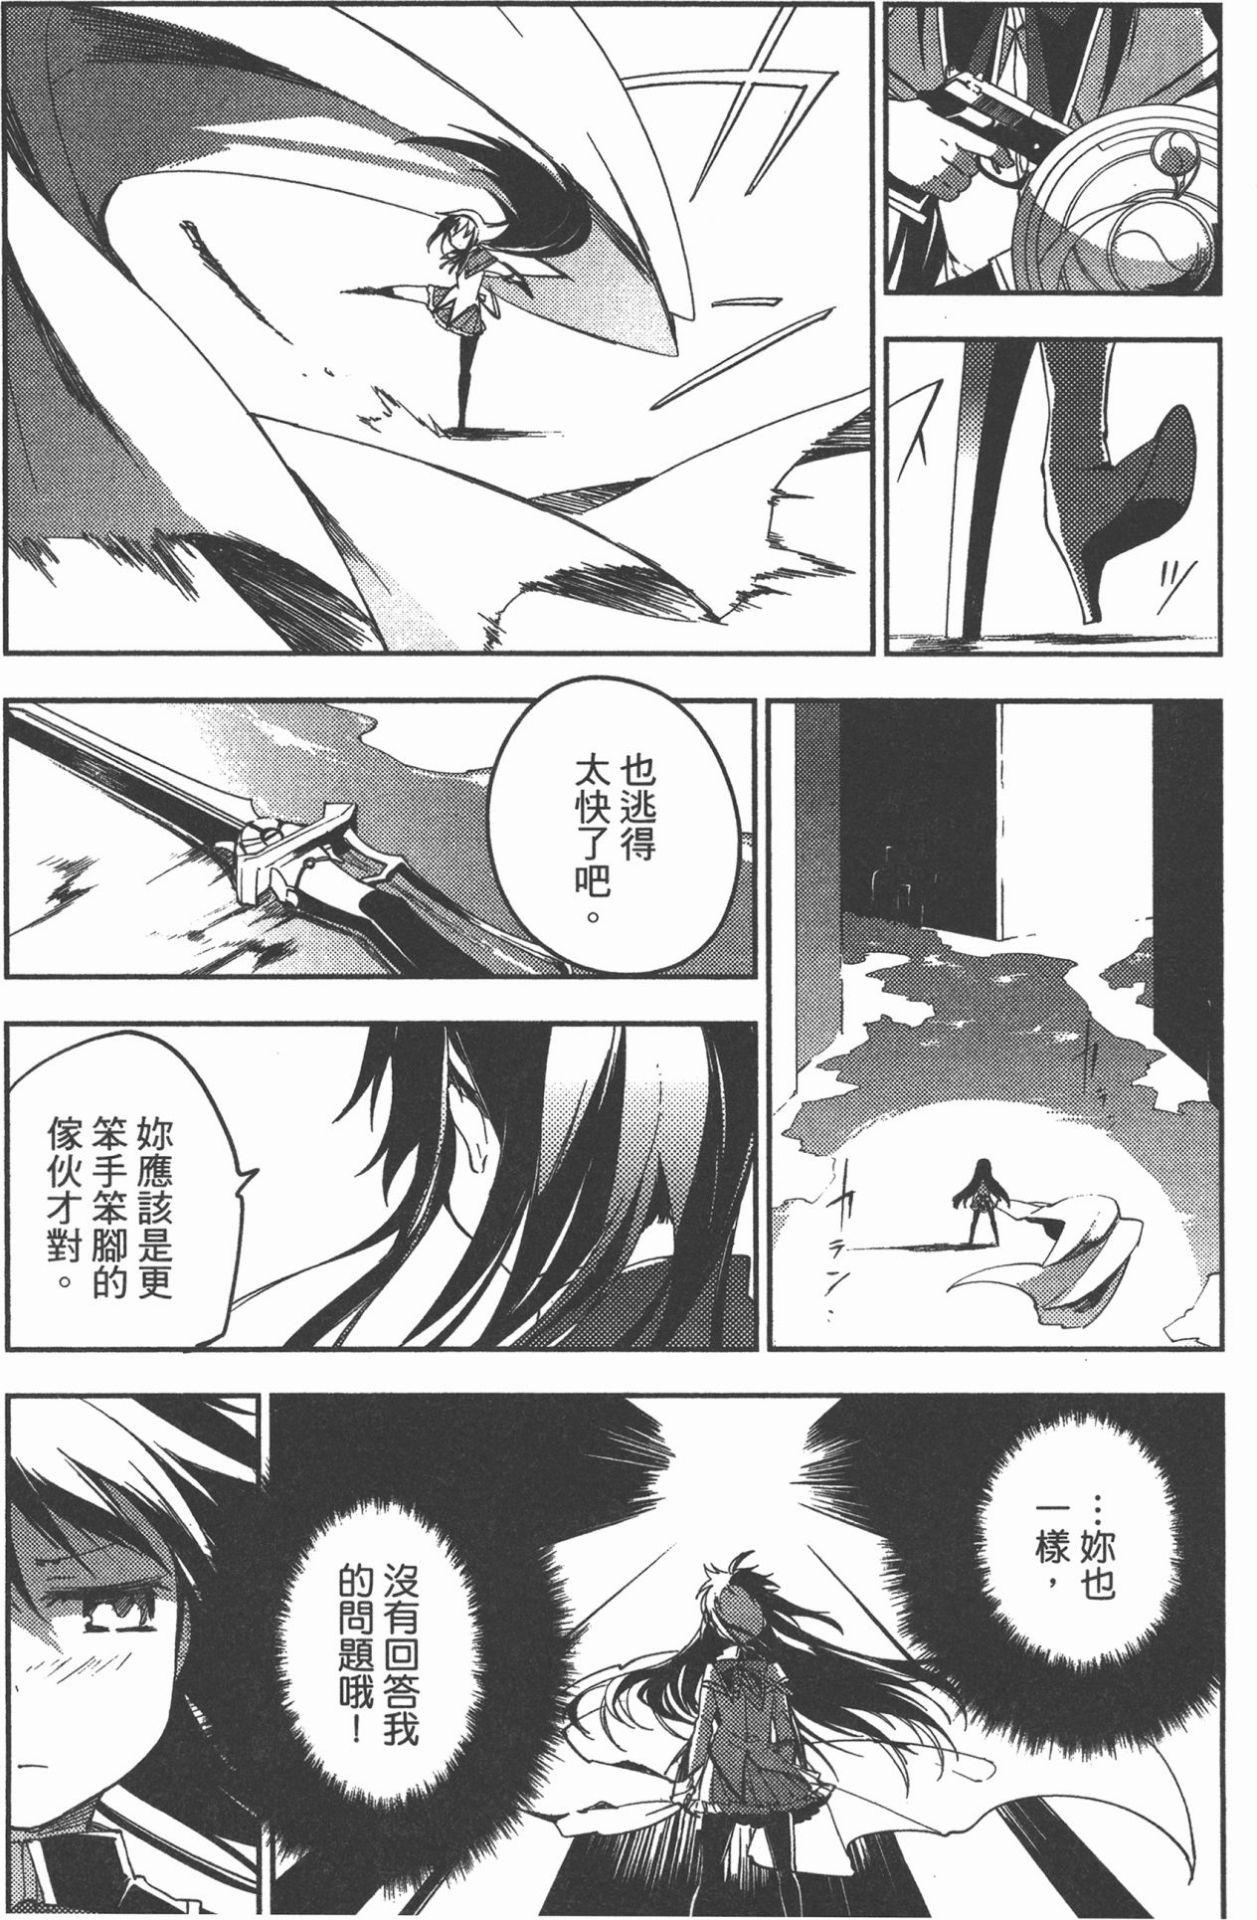 也逃得
太快了吧。
妳應該是更
笨手笨腳的
傢伙才對。
…妳也
一樣，
沒有回答我
的問題哦！